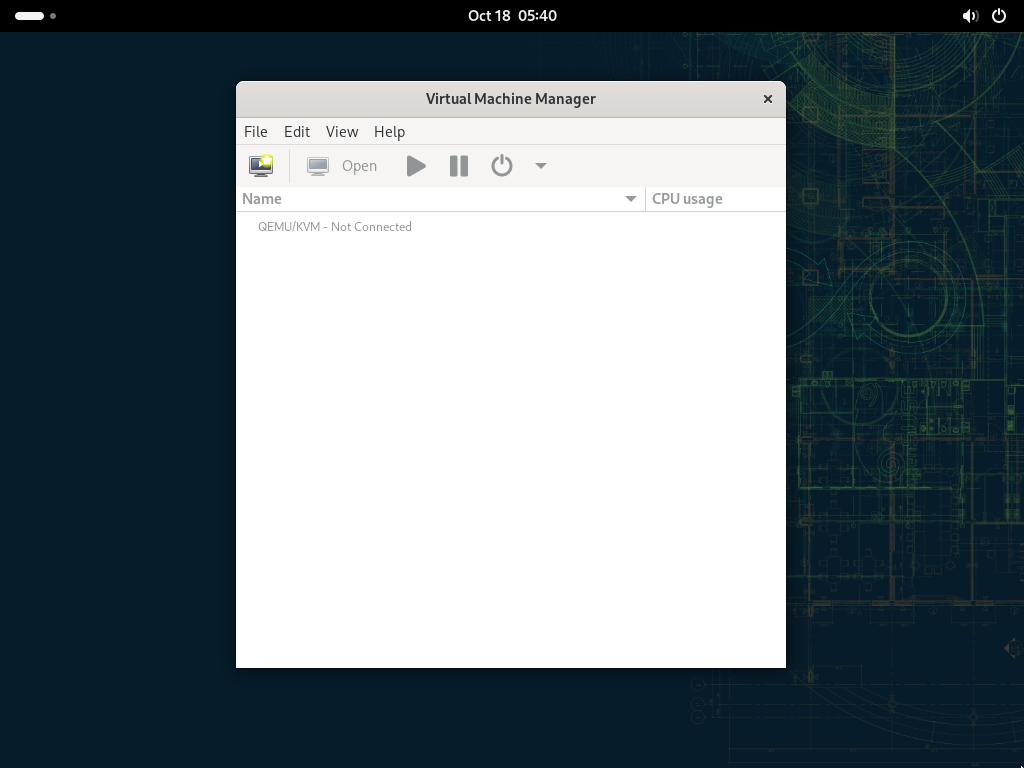 Oct 18 05:40
Virtual Machine Manager
File Edit View Help
Open
Name CPU usage
QEMU/KVM - Not Connected